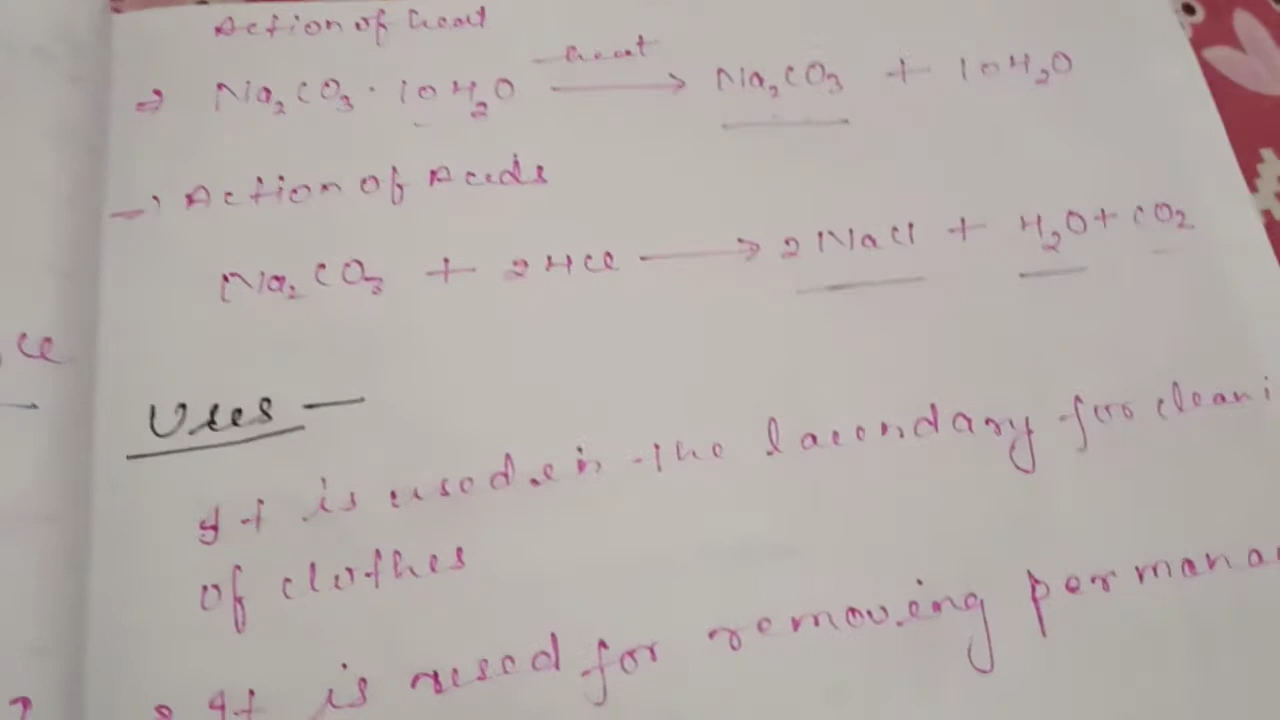 Action of heat
⇒ Na₂CO₃·10H₂O —heat→ Na₂CO₃ + 10H₂O
→ Action of Acids
Na₂CO₃ + 2HCl → 2NaCl + H₂O + CO₂
ce
Uses —
It is used in the laundary for cleani
of clothes
It is used for removing permana